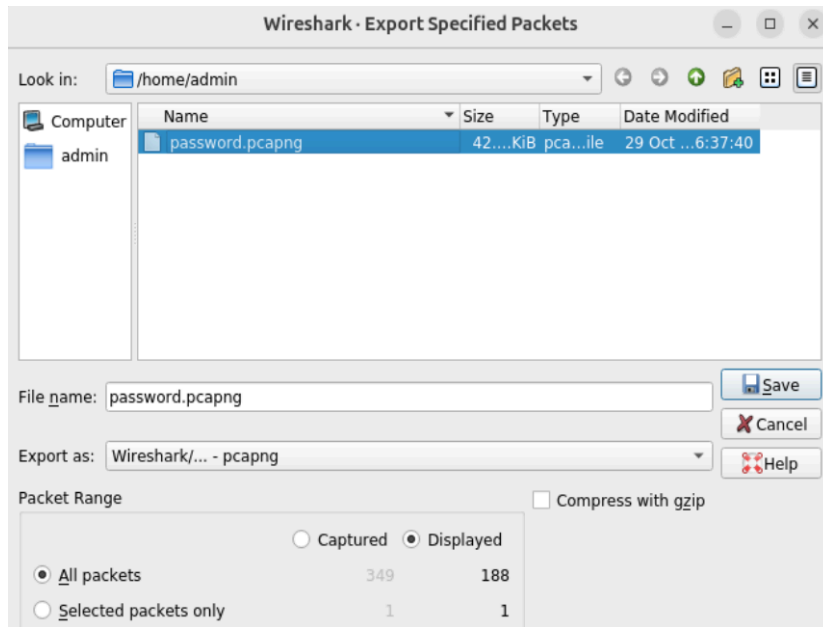 Wireshark · Export Specified Packets
Look in: /home/admin
Computer
admin
Name Size Type Date Modified
password.pcapng 42....KiB pca...ile 29 Oct ...6:37:40
File name: password.pcapng
Save
Cancel
Export as: Wireshark/... - pcapng
Help
Packet Range
Compress with gzip
Captured Displayed
All packets 349 188
Selected packets only 1 1